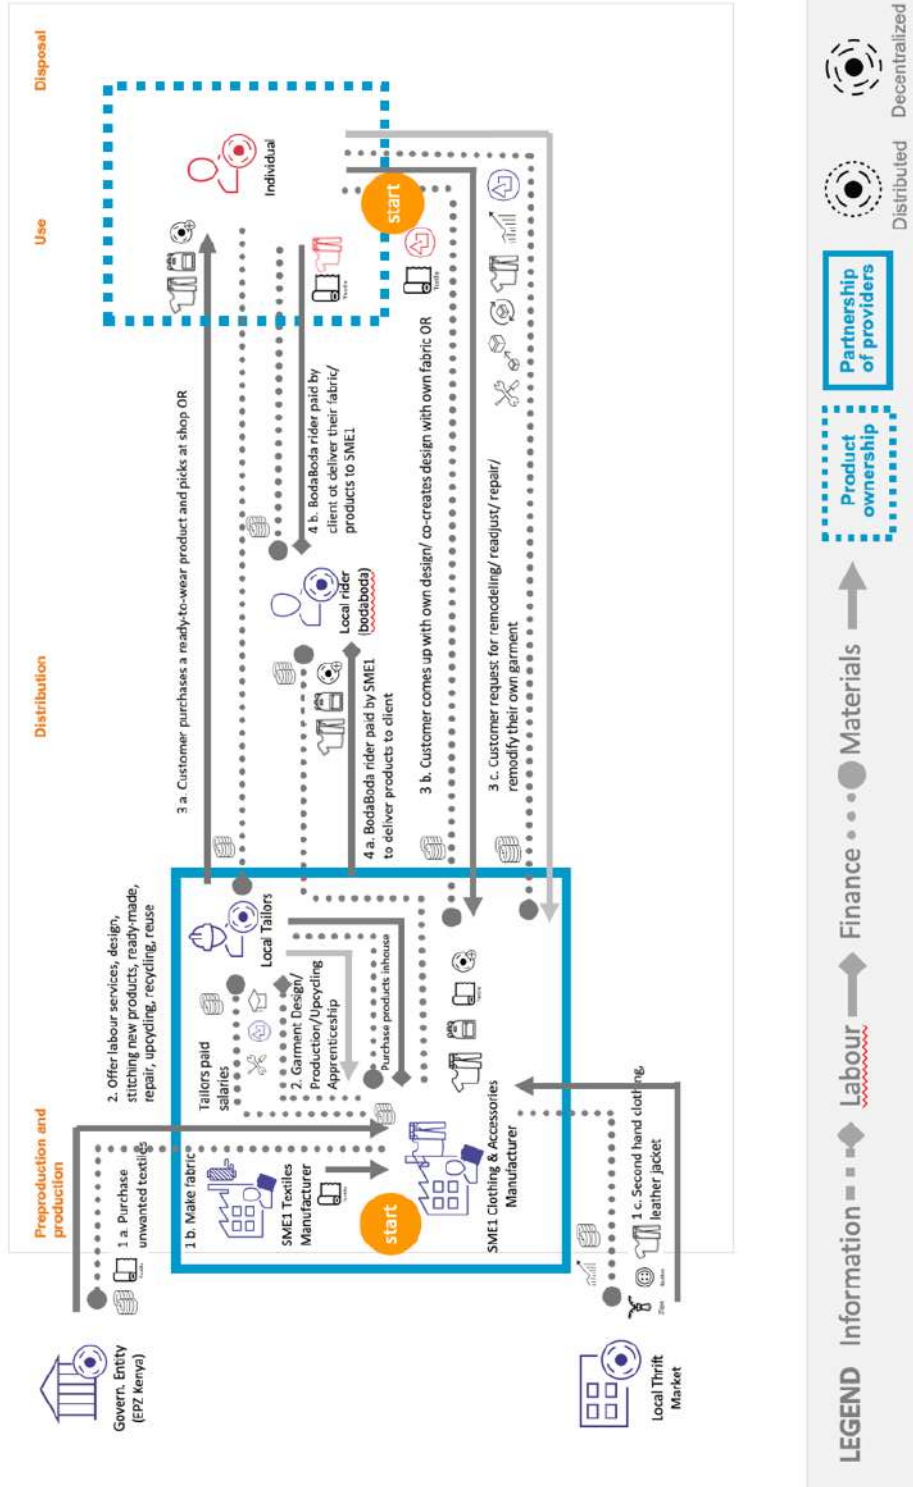 Preproduction and
production
Distribution
Use
Disposal
Govern. Entity
(EPZ Kenya)
1 a. Purchase
unwanted textiles
2. Offer labour services, design,
stitching new products, ready-made,
repair, upcycling, recycling, reuse
3 a. Customer purchases a ready-to-wear product and picks at shop OR
1 b. Make fabric
Tailors paid
salaries
SME1 Textiles
Manufacturer
2. Garment Design/
Production/Upcycling
Apprenticeship
Local Tailors
Purchase products inhouse
start
SME1 Clothing & Accessories
Manufacturer
4 a. BodaBoda rider paid by SME1
to deliver products to client
Local rider
(bodaboda)
4 b. BodaBoda rider paid by
client ot deliver their fabric/
products to SME1
Individual
start
3 b. Customer comes up with own design/ co-creates design with own fabric OR
3 c. Customer request for remodeling/ readjust/ repair/
remodify their own garment
Local Thrift
Market
1 c. Second hand clothing,
leather jacket
LEGEND
Information
Labour
Finance
Materials
Product
ownership
Partnership
of providers
Distributed
Decentralized